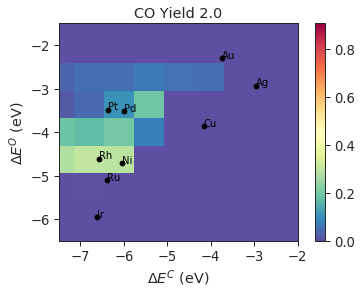 CO Yield 2.0
ΔE^O (eV)
−2
−3
−4
−5
−6
Au
Ag
Pt
Pd
Cu
Rh
Ni
Ru
Ir
−7 −6 −5 −4 −3 −2
ΔE^C (eV)
0.8
0.6
0.4
0.2
0.0